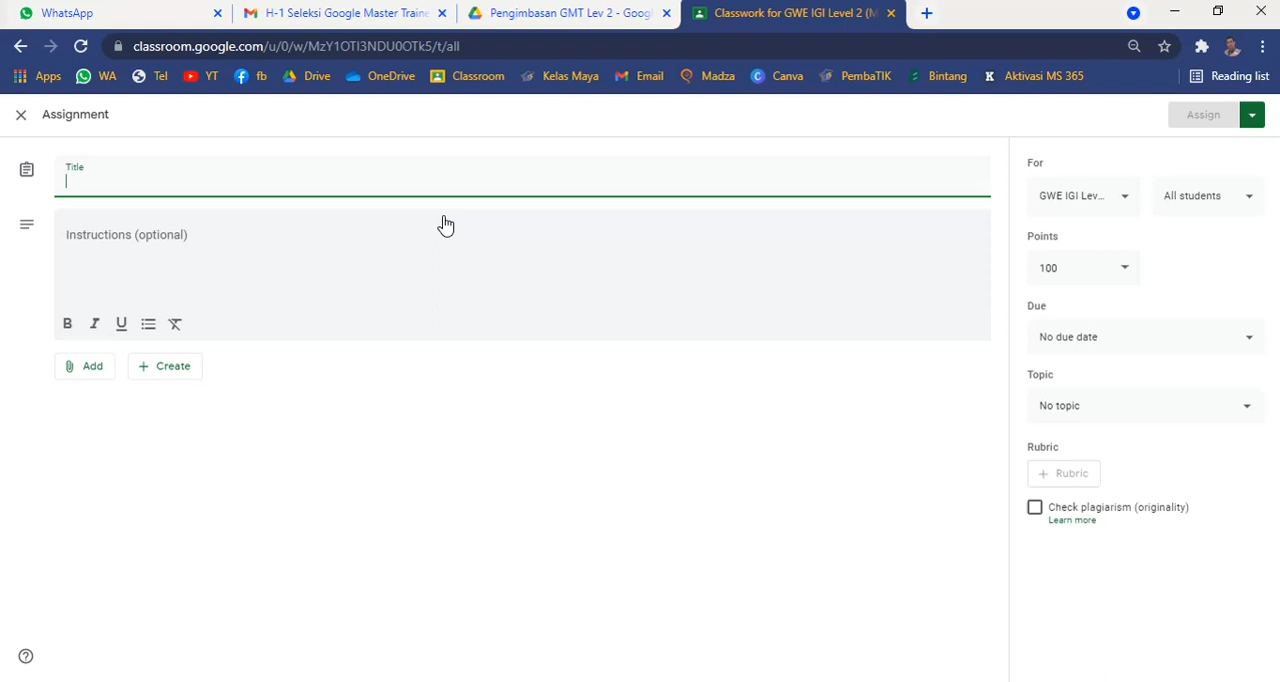 WhatsApp
H-1 Seleksi Google Master Traine
Pengimbasan GMT Lev 2 - Googl
Classwork for GWE IGI Level 2 (M
classroom.google.com/u/0/w/MzY1OTI3NDU0OTk5/t/all
Apps WA Tel YT fb Drive OneDrive Classroom Kelas Maya Email Madza Canva PembaTIK Bintang Aktivasi MS 365 Reading list
Assignment
Assign
Title
Instructions (optional)
B I U
Add
Create
For
GWE IGI Lev... All students
Points
100
Due
No due date
Topic
No topic
Rubric
Rubric
Check plagiarism (originality)
Learn more